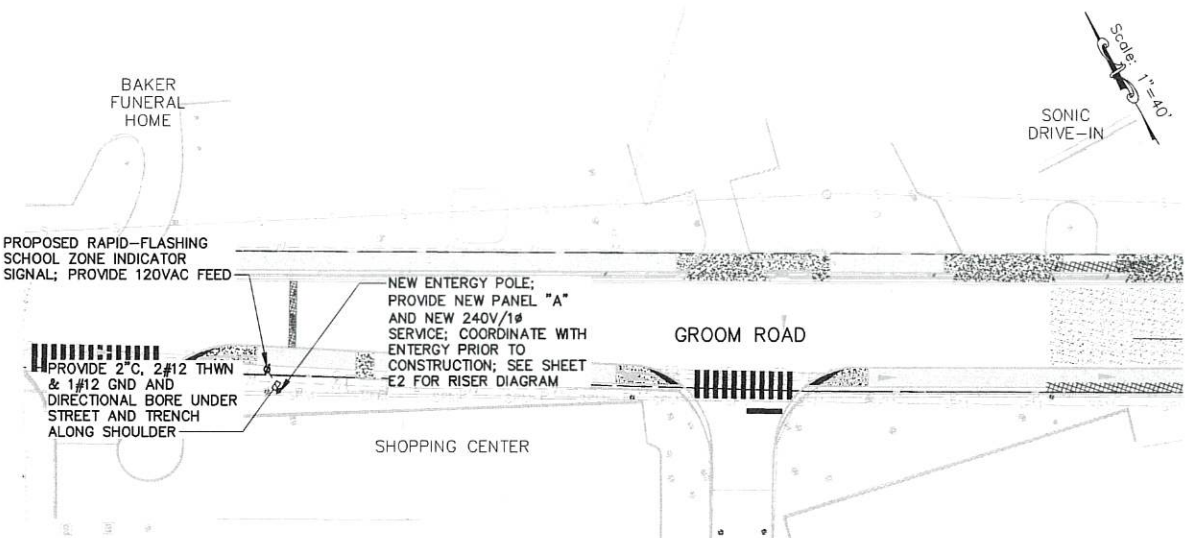 BAKER
FUNERAL
HOME
Scale: 1"=40'
SONIC
DRIVE-IN
PROPOSED RAPID-FLASHING
SCHOOL ZONE INDICATOR
SIGNAL; PROVIDE 120VAC FEED
NEW ENTERGY POLE;
PROVIDE NEW PANEL "A"
AND NEW 240V/1ø
SERVICE; COORDINATE WITH
ENTERGY PRIOR TO
CONSTRUCTION; SEE SHEET
E2 FOR RISER DIAGRAM
GROOM ROAD
PROVIDE 2"C, 2#12 THWN
& 1#12 GND AND
DIRECTIONAL BORE UNDER
STREET AND TRENCH
ALONG SHOULDER
SHOPPING CENTER